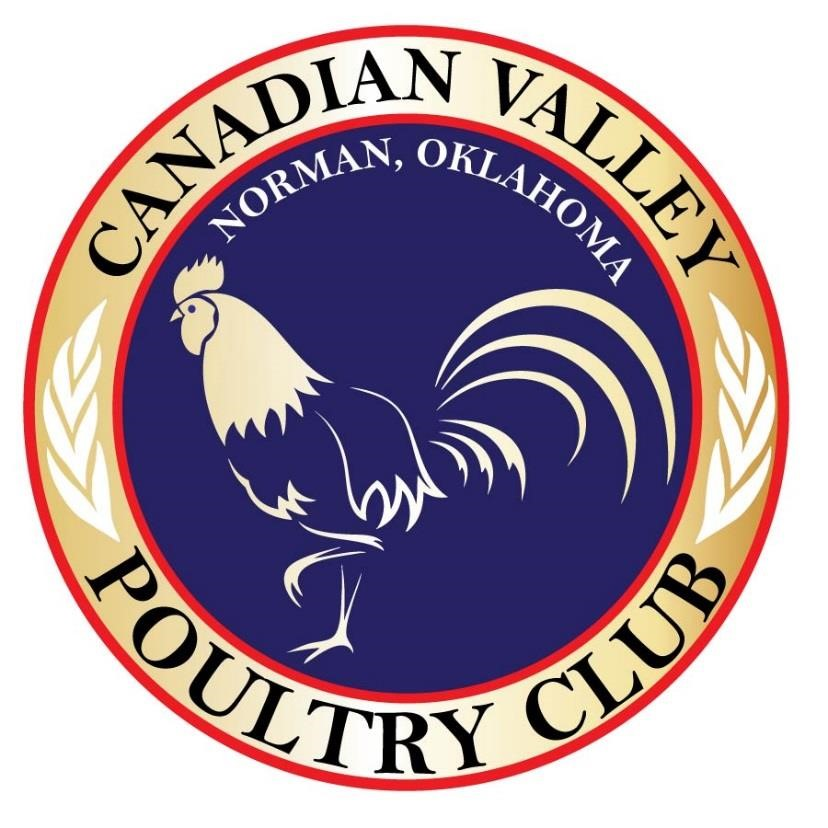 CANADIAN VALLEY
NORMAN, OKLAHOMA
POULTRY CLUB